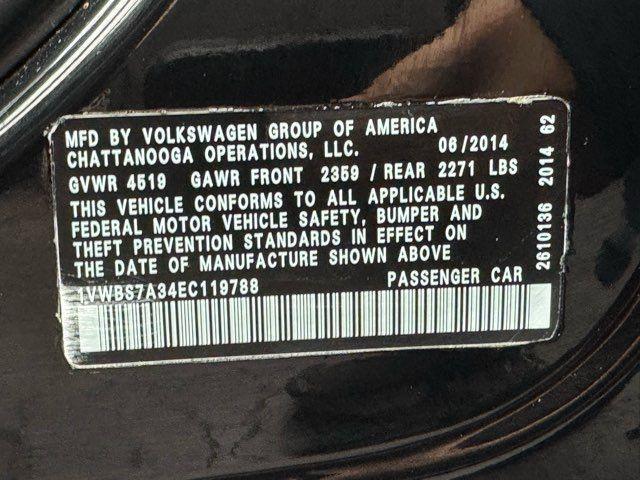 MFD BY VOLKSWAGEN GROUP OF AMERICA
CHATTANOOGA OPERATIONS, LLC. 06/2014
GVWR 4519 GAWR FRONT 2359 / REAR 2271 LBS
THIS VEHICLE CONFORMS TO ALL APPLICABLE U.S.
FEDERAL MOTOR VEHICLE SAFETY, BUMPER AND
THEFT PREVENTION STANDARDS IN EFFECT ON
THE DATE OF MANUFACTURE SHOWN ABOVE
1VWBS7A34EC119788 PASSENGER CAR
2610136 2014 62